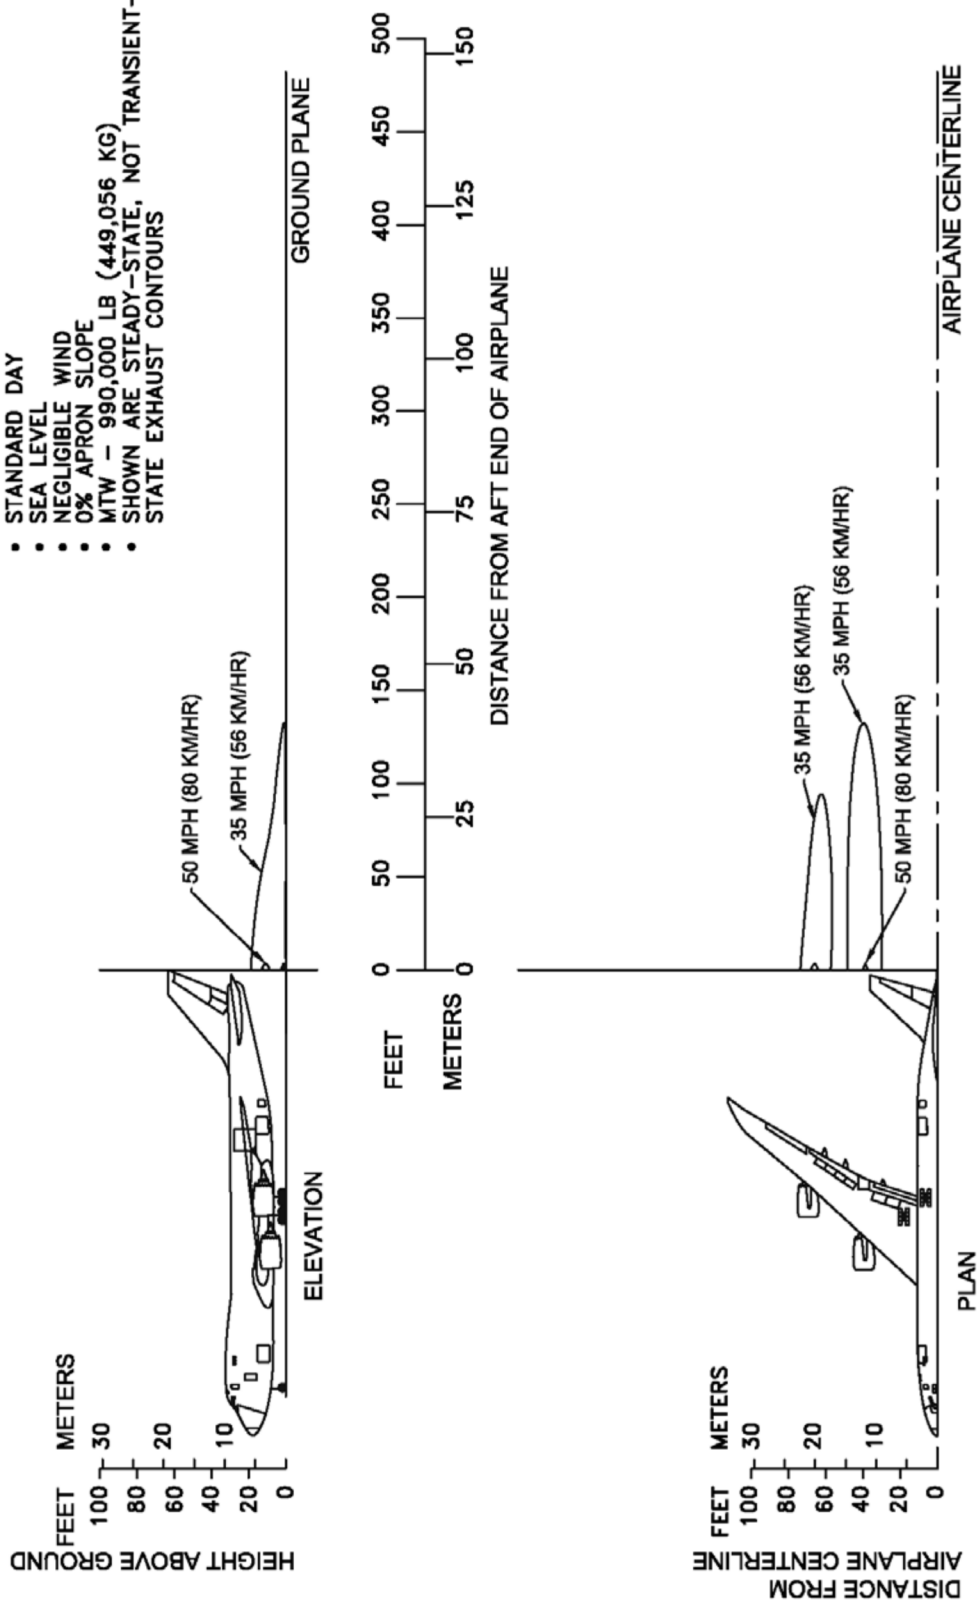 • STANDARD DAY
• SEA LEVEL
• NEGLIGIBLE WIND
• 0% APRON SLOPE
• MTW – 990,000 LB (449,056 KG)
• SHOWN ARE STEADY–STATE, NOT TRANSIENT–
STATE EXHAUST CONTOURS
HEIGHT ABOVE GROUND
FEET METERS
100 30
80
60 20
40 10
20
0
50 MPH (80 KM/HR)
35 MPH (56 KM/HR)
GROUND PLANE
ELEVATION
FEET 0 50 100 150 200 250 300 350 400 450 500
METERS 0 25 50 75 100 125 150
DISTANCE FROM AFT END OF AIRPLANE
DISTANCE FROM
AIRPLANE CENTERLINE
FEET METERS
100 30
80
60 20
40 10
20
0
35 MPH (56 KM/HR)
35 MPH (56 KM/HR)
50 MPH (80 KM/HR)
AIRPLANE CENTERLINE
PLAN